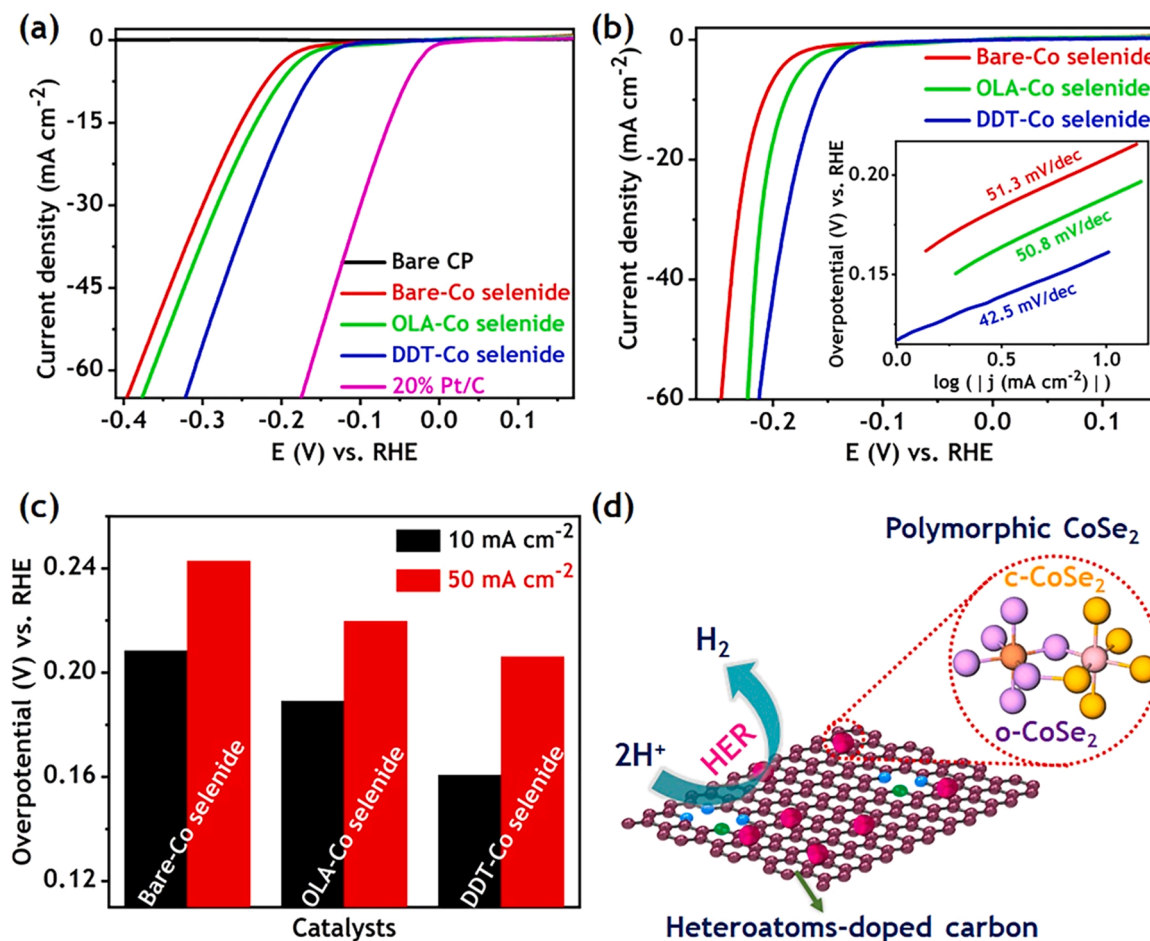 (a)
0
-15
-30
-45
-60
Current density (mA cm⁻²)
Bare CP
Bare-Co selenide
OLA-Co selenide
DDT-Co selenide
20% Pt/C
-0.4 -0.3 -0.2 -0.1 0.0 0.1
E (V) vs. RHE
(b)
0
-20
-40
-60
Current density (mA cm⁻²)
Bare-Co selenide
OLA-Co selenide
DDT-Co selenide
0.20
0.15
Overpotential (V) vs. RHE
51.3 mV/dec
50.8 mV/dec
42.5 mV/dec
0.0 0.5 1.0
log (|j (mA cm⁻²)|)
-0.2 -0.1 0.0 0.1
E (V) vs. RHE
(c)
0.24
0.20
0.16
0.12
Overpotential (V) vs. RHE
10 mA cm⁻²
50 mA cm⁻²
Bare-Co selenide
OLA-Co selenide
DDT-Co selenide
Catalysts
(d)
Polymorphic CoSe₂
c-CoSe₂
o-CoSe₂
H₂
2H⁺
HER
Heteroatoms-doped carbon